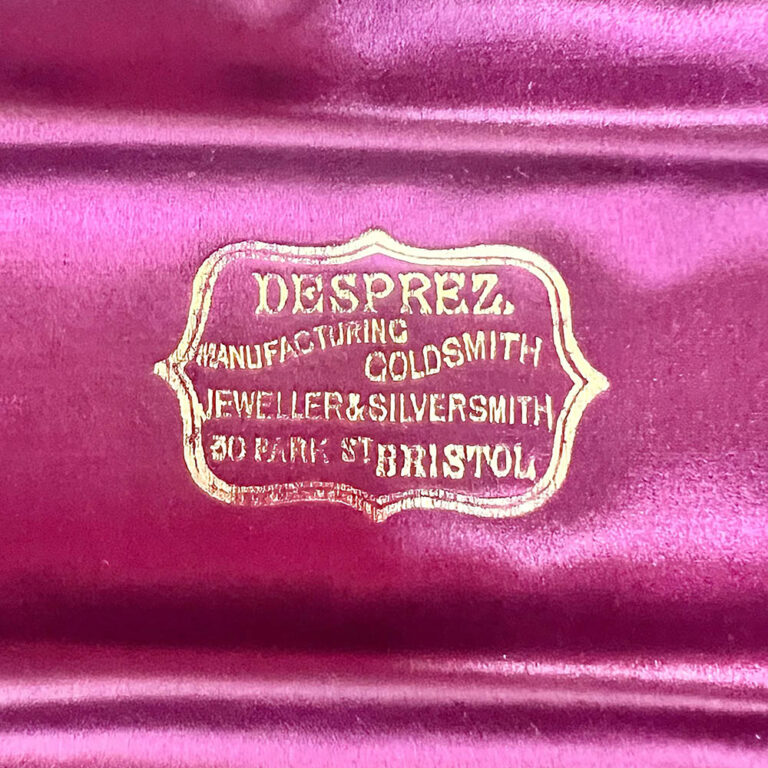 DESPREZ,
MANUFACTURING GOLDSMITH
JEWELLER & SILVERSMITH
30 PARK ST BRISTOL